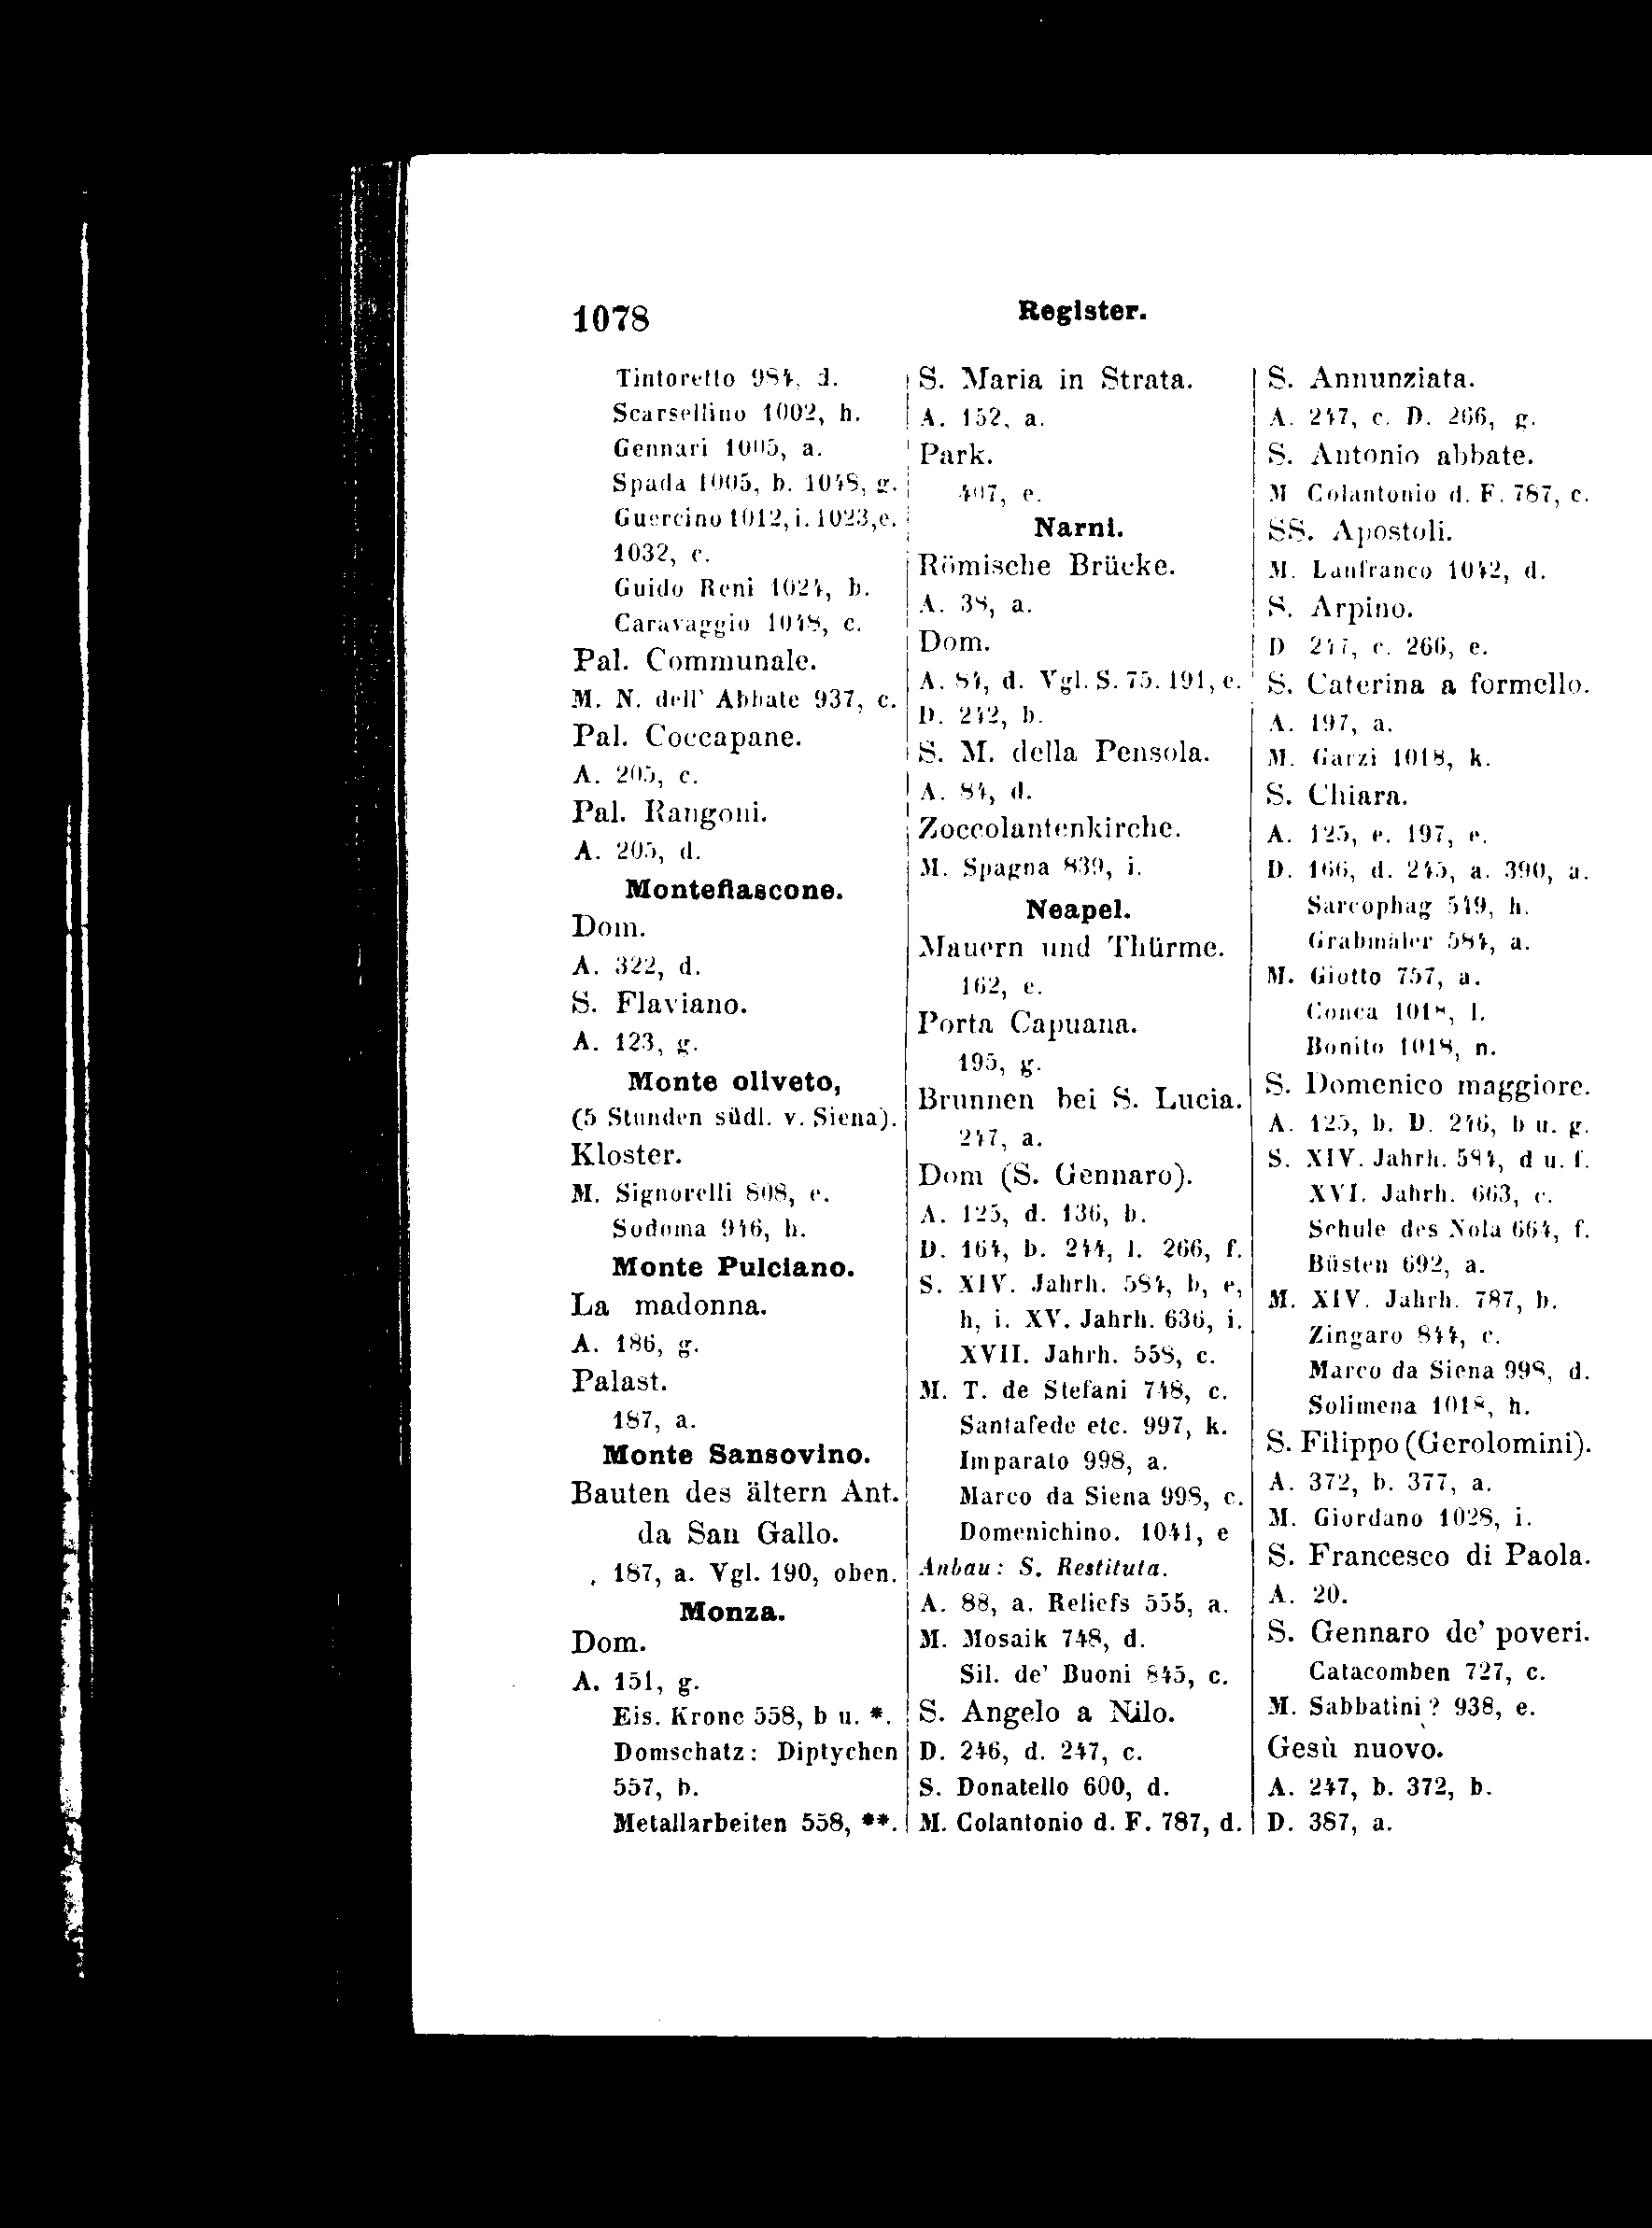 1078
Register.
Tintoretto 984, d.
Scarsellino 1002, h.
Gennari 1005, a.
Spada 1005, b. 1048, g.
Guercino 1012, i. 1023, e.
1032, c.
Guido Reni 1024, b.
Caravaggio 1048, c.
Pal. Communale.
M. N. dell' Abbate 937, c.
Pal. Coccapane.
A. 205, c.
Pal. Rangoni.
A. 205, d.
Montefiascone.
Dom.
A. 322, d.
S. Flaviano.
A. 123, g.
Monte oliveto,
(5 Stunden südl. v. Siena).
Kloster.
M. Signorelli 808, e.
Sodoma 946, h.
Monte Pulciano.
La madonna.
A. 186, g.
Palast.
187, a.
Monte Sansovino.
Bauten des ältern Ant.
da San Gallo.
187, a. Vgl. 190, oben.
Monza.
Dom.
A. 151, g.
Eis. Krone 558, b u. *.
Domschatz: Diptychen
557, b.
Metallarbeiten 558, **.
S. Maria in Strata.
A. 152, a.
Park.
407, e.
Narni.
Römische Brücke.
A. 38, a.
Dom.
A. 84, d. Vgl. S. 75. 191, e.
D. 242, b.
S. M. della Pensola.
A. 84, d.
Zoccolantenkirche.
M. Spagna 839, i.
Neapel.
Mauern und Thürme.
162, e.
Porta Capuana.
195, g.
Brunnen bei S. Lucia.
247, a.
Dom (S. Gennaro).
A. 125, d. 136, b.
D. 164, b. 244, l. 266, f.
S. XIV. Jahrh. 584, b, e,
h, i. XV. Jahrh. 636, i.
XVII. Jahrh. 558, c.
M. T. de Stefani 748, c.
Santafede etc. 997, k.
Imparato 998, a.
Marco da Siena 998, c.
Domenichino. 1041, e
Anbau: S. Restituta.
A. 88, a. Reliefs 555, a.
M. Mosaik 748, d.
Sil. de' Buoni 845, c.
S. Angelo a Nilo.
D. 246, d. 247, c.
S. Donatello 600, d.
M. Colantonio d. F. 787, d.
S. Annunziata.
A. 247, c. D. 266, g.
S. Antonio abbate.
M Colantonio d. F. 787, c.
SS. Apostoli.
M. Lanfranco 1042, d.
S. Arpino.
D 247, c. 266, e.
S. Caterina a formello.
A. 197, a.
M. Garzi 1018, k.
S. Chiara.
A. 125, e. 197, e.
D. 166, d. 245, a. 390, a.
Sarcophag 549, h.
Grabmäler 584, a.
M. Giotto 757, a.
Conca 1018, l.
Bonito 1018, n.
S. Domenico maggiore.
A. 125, b. D. 246, b u. g.
S. XIV. Jahrh. 584, d u. f.
XVI. Jahrh. 663, c.
Schule des Nola 664, f.
Büsten 692, a.
M. XIV. Jahrh. 787, b.
Zingaro 844, c.
Marco da Siena 998, d.
Solimena 1018, h.
S. Filippo (Gerolomini).
A. 372, b. 377, a.
M. Giordano 1028, i.
S. Francesco di Paola.
A. 20.
S. Gennaro de' poveri.
Catacomben 727, c.
M. Sabbatini? 938, e.
Gesù nuovo.
A. 247, b. 372, b.
D. 387, a.